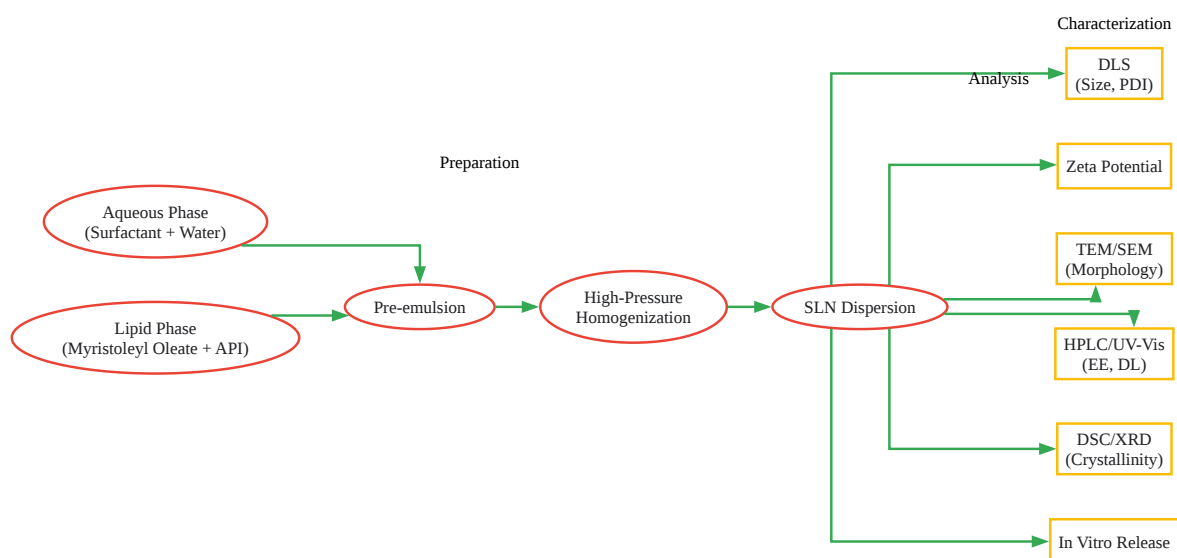 Characterization
DLS
(Size, PDI)
Analysis
Preparation
Zeta Potential
Aqueous Phase
(Surfactant + Water)
TEM/SEM
(Morphology)
Pre-emulsion
High-Pressure
Homogenization
SLN Dispersion
Lipid Phase
(Myristoleyl Oleate + API)
HPLC/UV-Vis
(EE, DL)
DSC/XRD
(Crystallinity)
In Vitro Release